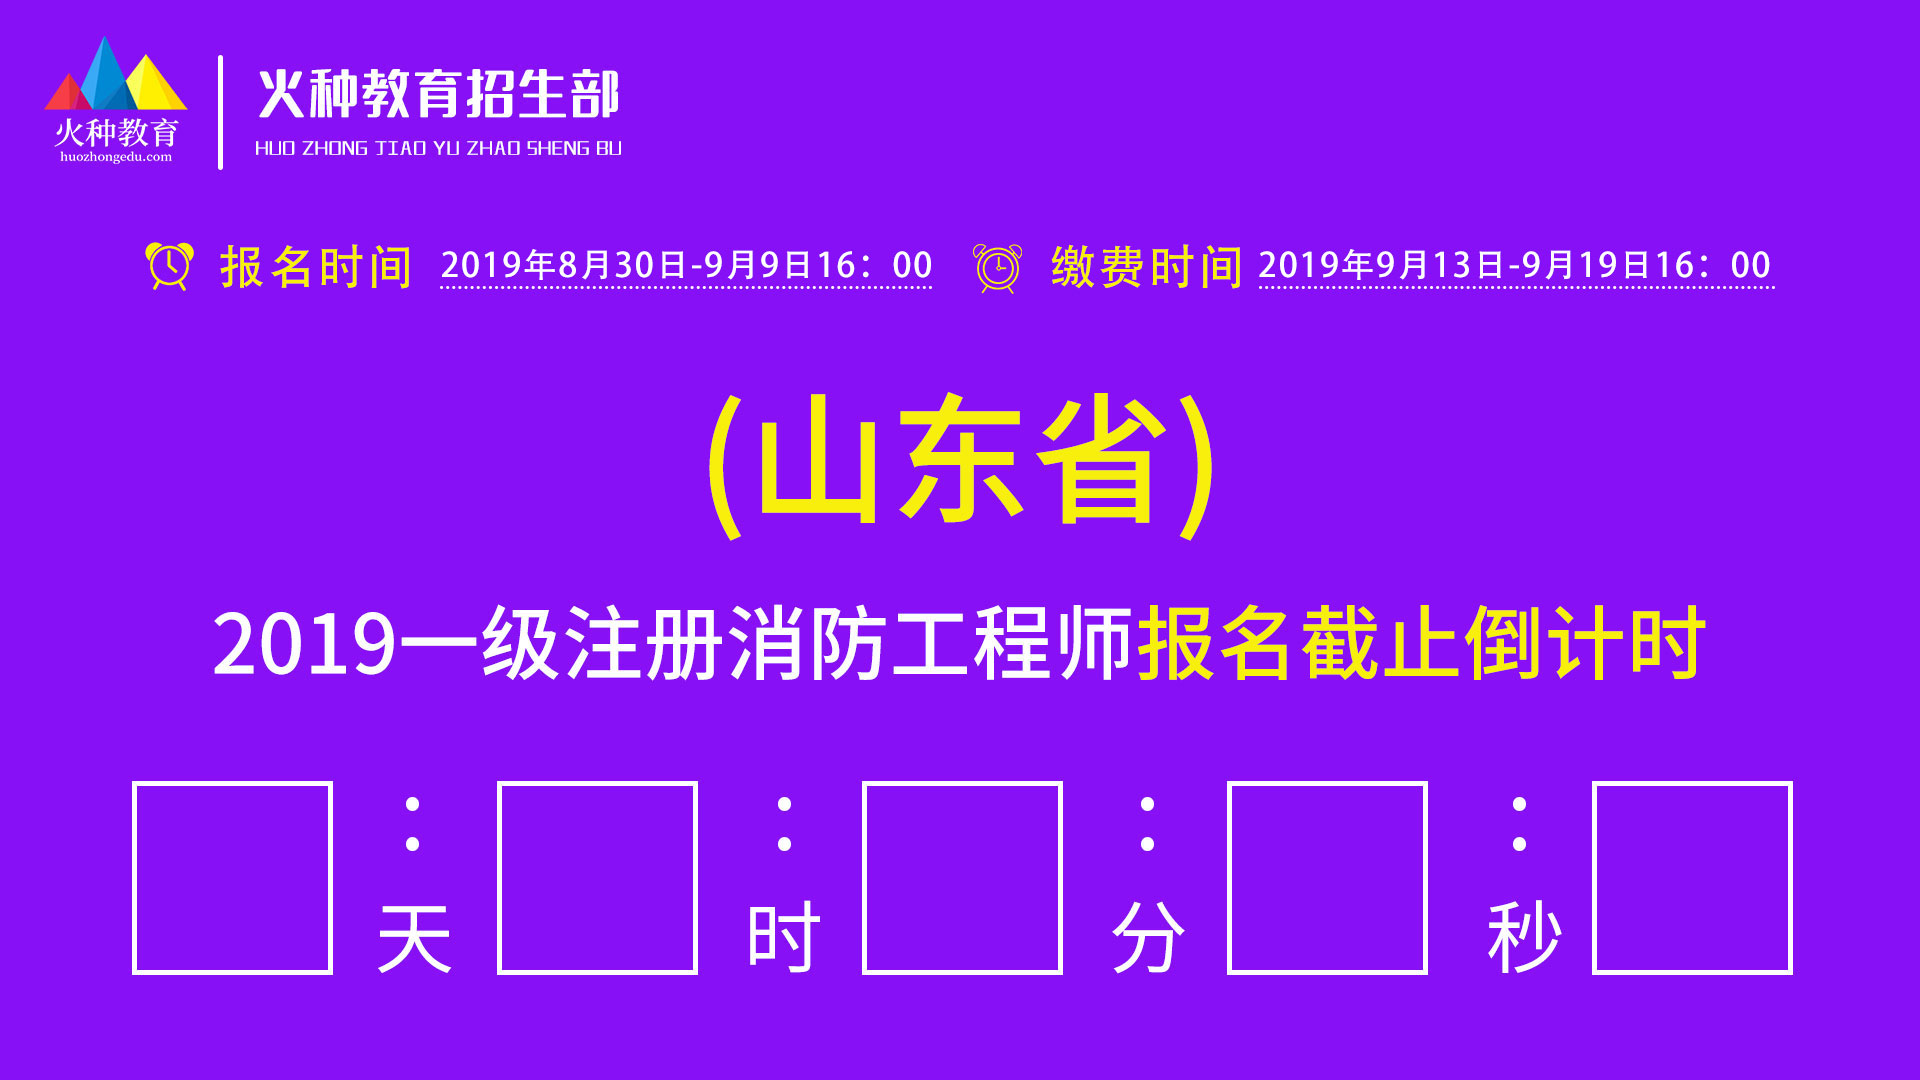 火种教育
huozhongedu.com
火种教育招生部
HUO ZHONG JIAO YU ZHAO SHENG BU
报名时间 2019年8月30日-9月9日16：00 缴费时间 2019年9月13日-9月19日16：00
(山东省)
2019一级注册消防工程师报名截止倒计时
: : : :
天 时 分 秒